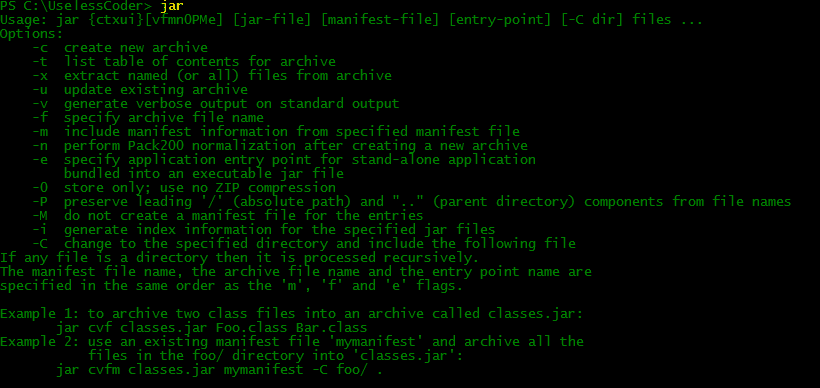 PS C:\UselessCoder> jar
Usage: jar {ctxui}[vfmn0PMe] [jar-file] [manifest-file] [entry-point] [-C dir] files ...
Options:
    -c  create new archive
    -t  list table of contents for archive
    -x  extract named (or all) files from archive
    -u  update existing archive
    -v  generate verbose output on standard output
    -f  specify archive file name
    -m  include manifest information from specified manifest file
    -n  perform Pack200 normalization after creating a new archive
    -e  specify application entry point for stand-alone application
        bundled into an executable jar file
    -0  store only; use no ZIP compression
    -P  preserve leading '/' (absolute path) and ".." (parent directory) components from file names
    -M  do not create a manifest file for the entries
    -i  generate index information for the specified jar files
    -C  change to the specified directory and include the following file
If any file is a directory then it is processed recursively.
The manifest file name, the archive file name and the entry point name are
specified in the same order as the 'm', 'f' and 'e' flags.

Example 1: to archive two class files into an archive called classes.jar:
       jar cvf classes.jar Foo.class Bar.class
Example 2: use an existing manifest file 'mymanifest' and archive all the
           files in the foo/ directory into 'classes.jar':
       jar cvfm classes.jar mymanifest -C foo/ .